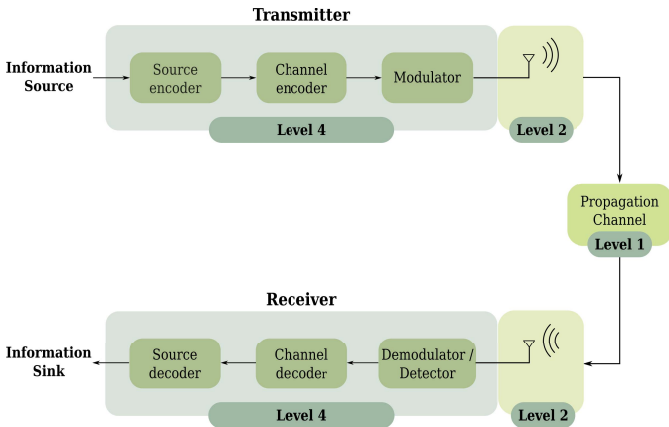 Transmitter
Information
Source
Source
encoder
Channel
encoder
Modulator
Level 4
Level 2
Propagation
Channel
Level 1
Receiver
Information
Sink
Source
decoder
Channel
decoder
Demodulator /
Detector
Level 4
Level 2